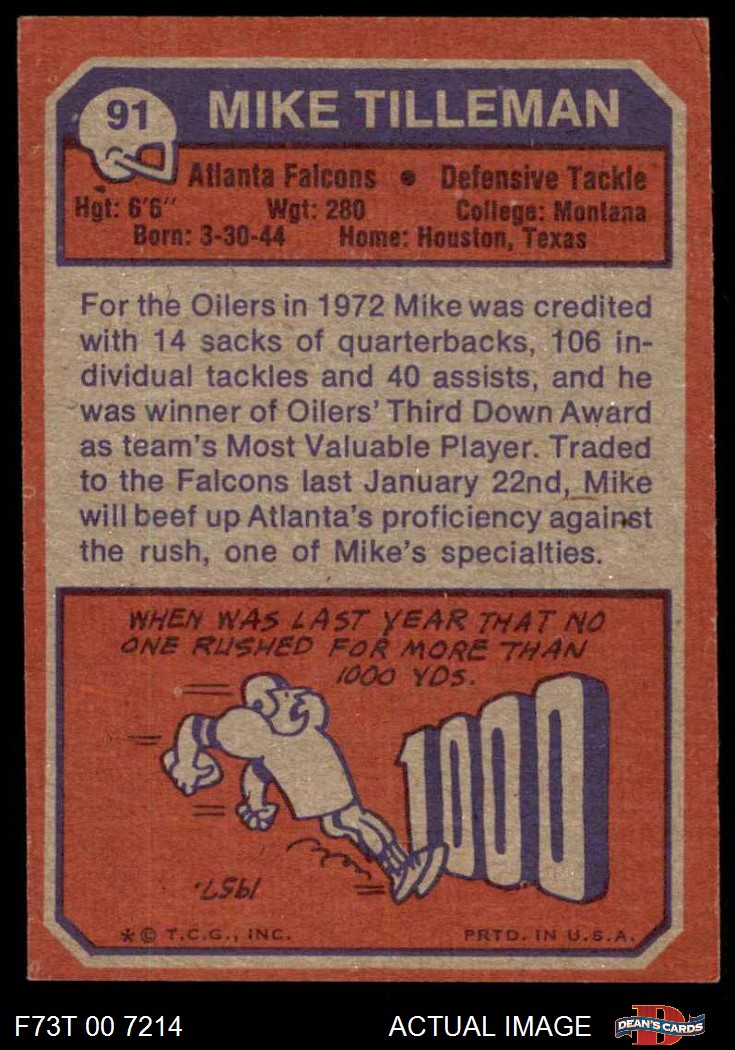 91
MIKE TILLEMAN
Atlanta Falcons • Defensive Tackle
Hgt: 6'6" Wgt: 280 College: Montana
Born: 3-30-44 Home: Houston, Texas
For the Oilers in 1972 Mike was credited
with 14 sacks of quarterbacks, 106 in-
dividual tackles and 40 assists, and he
was winner of Oilers' Third Down Award
as team's Most Valuable Player. Traded
to the Falcons last January 22nd, Mike
will beef up Atlanta's proficiency against
the rush, one of Mike's specialties.
WHEN WAS LAST YEAR THAT NO
ONE RUSHED FOR MORE THAN
1000 YDS.
1000
1957.
* © T.C.G., INC. PRTD. IN U.S.A.
F73T 00 7214 ACTUAL IMAGE
D
DEAN'S CARDS